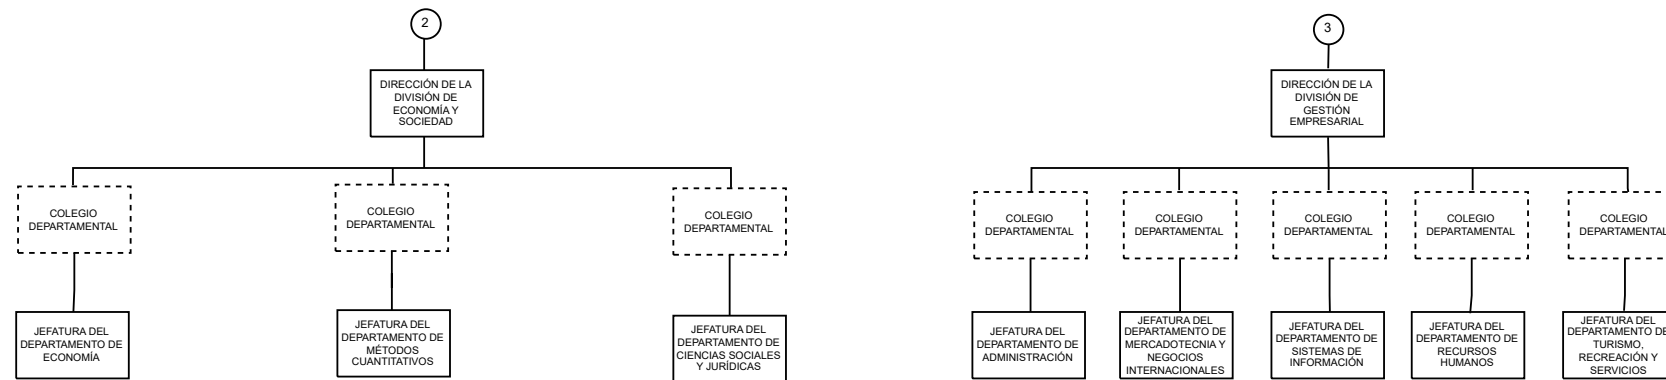 2
DIRECCIÓN DE LA
DIVISIÓN DE
ECONOMÍA Y
SOCIEDAD
COLEGIO
DEPARTAMENTAL
COLEGIO
DEPARTAMENTAL
COLEGIO
DEPARTAMENTAL
JEFATURA DEL
DEPARTAMENTO DE
ECONOMÍA
JEFATURA DEL
DEPARTAMENTO DE
MÉTODOS
CUANTITATIVOS
JEFATURA DEL
DEPARTAMENTO DE
CIENCIAS SOCIALES
Y JURÍDICAS
3
DIRECCIÓN DE LA
DIVISIÓN DE
GESTIÓN
EMPRESARIAL
COLEGIO
DEPARTAMENTAL
COLEGIO
DEPARTAMENTAL
COLEGIO
DEPARTAMENTAL
COLEGIO
DEPARTAMENTAL
COLEGIO
DEPARTAMENTAL
JEFATURA DEL
DEPARTAMENTO DE
ADMINISTRACIÓN
JEFATURA DEL
DEPARTAMENTO DE
MERCADOTECNIA Y
NEGOCIOS
INTERNACIONALES
JEFATURA DEL
DEPARTAMENTO DE
SISTEMAS DE
INFORMACIÓN
JEFATURA DEL
DEPARTAMENTO DE
RECURSOS
HUMANOS
JEFATURA DEL
DEPARTAMENTO DE
TURISMO,
RECREACIÓN Y
SERVICIOS